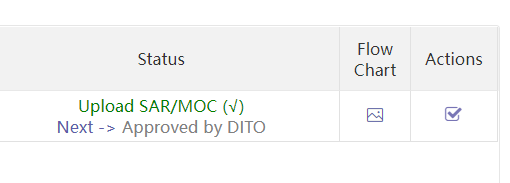 Status
Flow
Chart
Actions
Upload SAR/MOC (√)
Next -> Approved by DITO